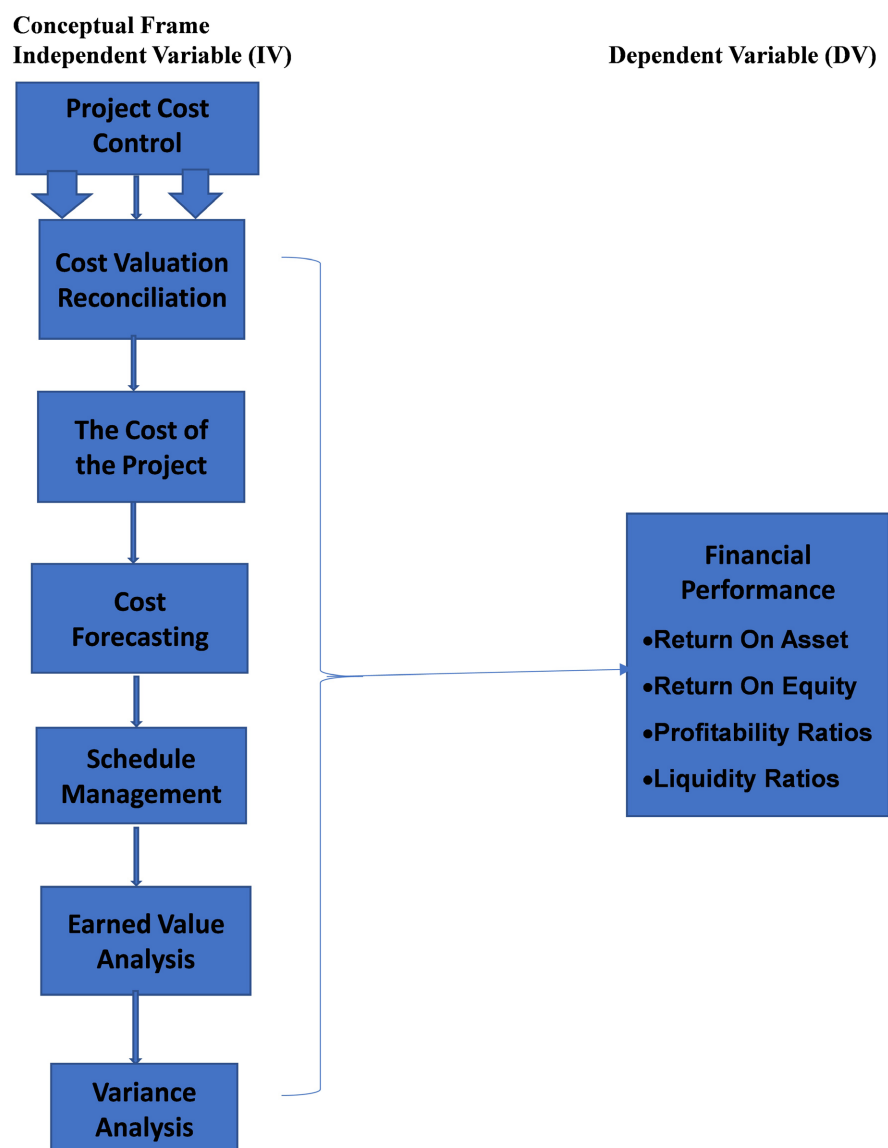 Conceptual Frame
Independent Variable (IV)
Dependent Variable (DV)
Project Cost
Control
Cost Valuation
Reconciliation
The Cost of
the Project
Cost
Forecasting
Schedule
Management
Earned Value
Analysis
Variance
Analysis
Financial
Performance
•Return On Asset
•Return On Equity
•Profitability Ratios
•Liquidity Ratios